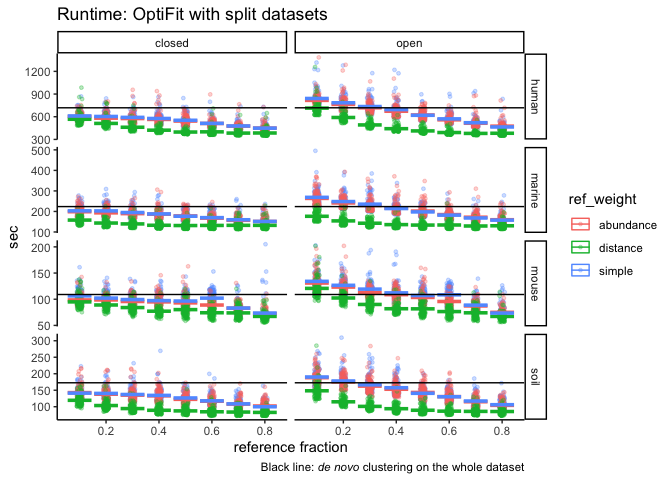 Runtime: OptiFit with split datasets
closed
open
1200
900
600
300
human
500
400
300
200
100
marine
200
150
100
50
mouse
300
250
200
150
100
soil
sec
0.2
0.4
0.6
0.8
0.2
0.4
0.6
0.8
reference fraction
ref_weight
abundance
distance
simple
Black line: de novo clustering on the whole dataset